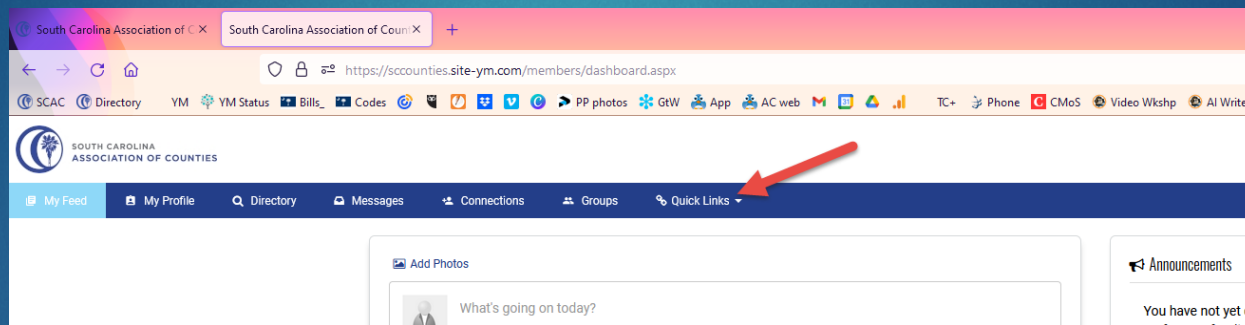 South Carolina Association of C
South Carolina Association of Count
https://sccounties.site-ym.com/members/dashboard.aspx
SCAC Directory YM YM Status Bills_ Codes PP photos GtW App AC web TC+ Phone CMoS Video Wkshp AI Write
SOUTH CAROLINA
ASSOCIATION OF COUNTIES
My Feed My Profile Directory Messages Connections Groups Quick Links
Add Photos
Announcements
What's going on today?
You have not yet